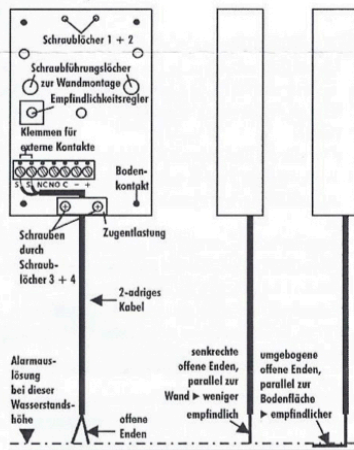 Schraublöcher 1 + 2
Schraubführungslöcher
zur Wandmontage
Empfindlichkeitsregler
Klemmen für
externe Kontakte
Boden-
kontakt
S S NC NO C – +
Schrauben
durch
Schraub-
löcher 3 + 4
Zugentlastung
2-adriges
Kabel
Alarmaus-
lösung
bei dieser
Wasserstands-
höhe
offene
Enden
senkrechte
offene Enden,
parallel zur
Wand ► weniger
empfindlich
umgebogene
offene Enden,
parallel zur
Bodenfläche
► empfindlicher